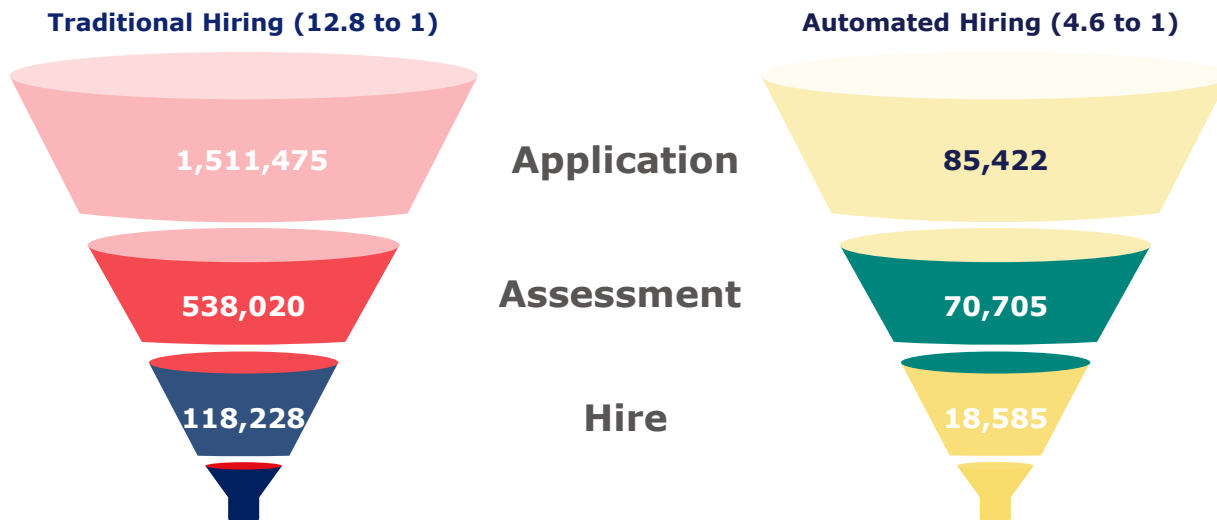 Traditional Hiring (12.8 to 1)
Automated Hiring (4.6 to 1)
1,511,475
Application
85,422
538,020
Assessment
70,705
118,228
Hire
18,585